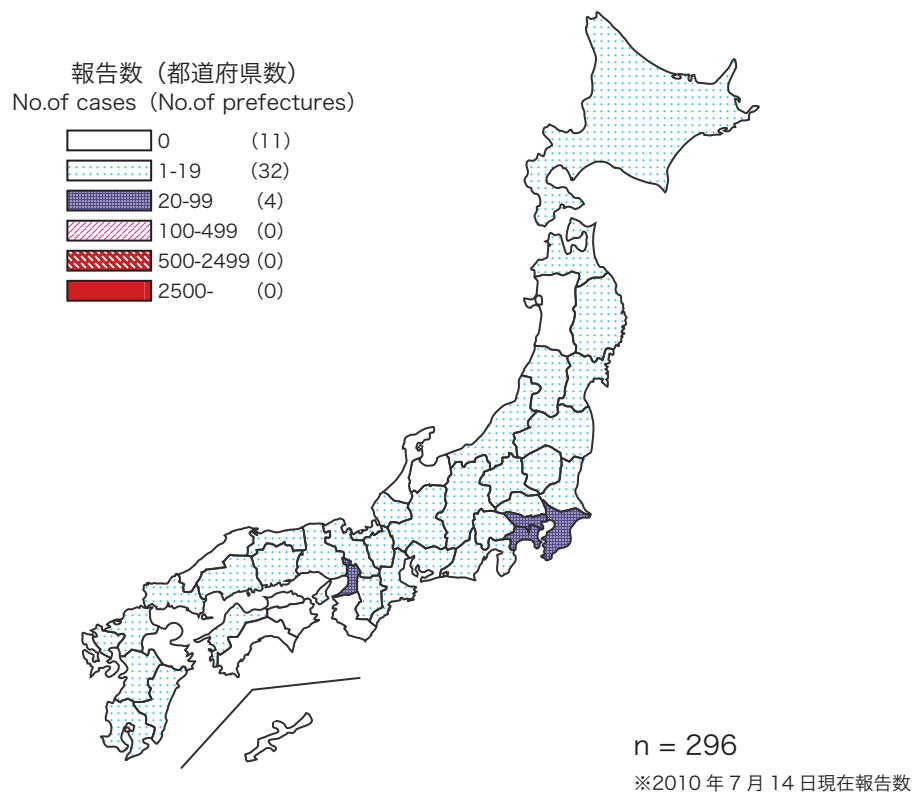 報告数（都道府県数）
No.of cases（No.of prefectures）
0 （11）
1-19 （32）
20-99 （4）
100-499 （0）
500-2499（0）
2500- （0）
n = 296
※2010 年 7 月 14 日現在報告数